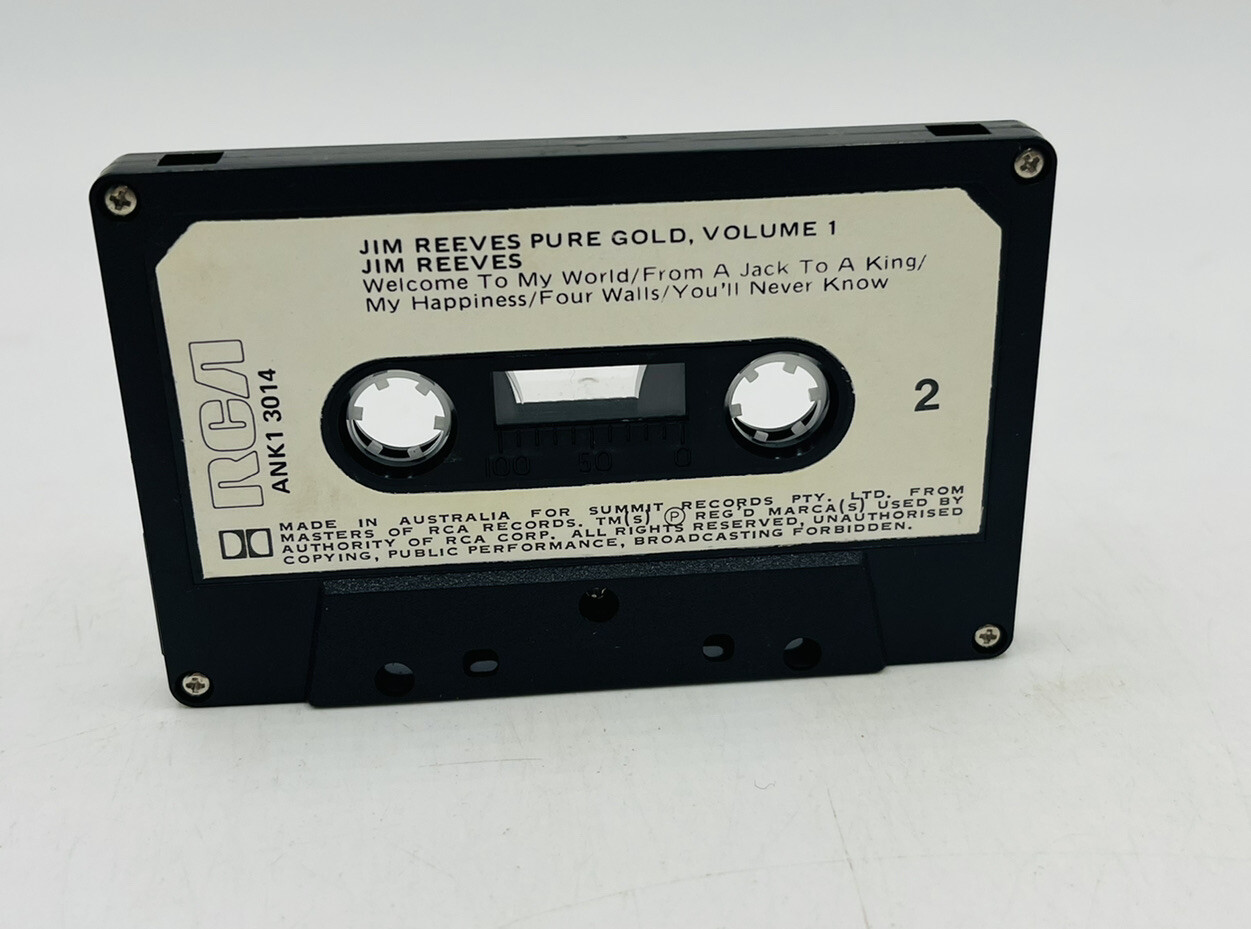 JIM REEVES PURE GOLD, VOLUME 1
JIM REEVES
Welcome To My World/From A Jack To A King/
My Happiness/Four Walls/You'll Never Know
RCA
ANK1 3014
2
100 50 0
MADE IN AUSTRALIA FOR SUMMIT RECORDS PTY. LTD. FROM
MASTERS OF RCA RECORDS. TM(s) Ⓟ REG'D MARCA(S) USED BY
AUTHORITY OF RCA CORP. ALL RIGHTS RESERVED, UNAUTHORISED
COPYING, PUBLIC PERFORMANCE, BROADCASTING FORBIDDEN.